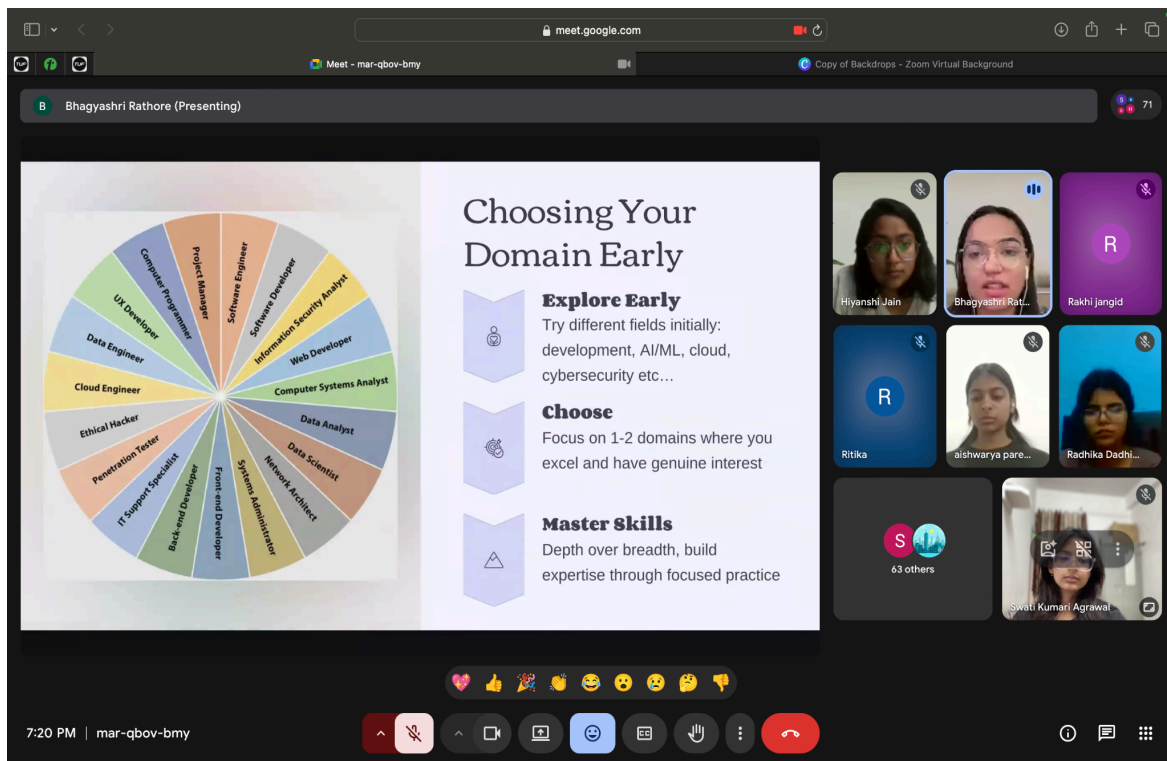 meet.google.com
Meet - mar-qbov-bmy
Copy of Backdrops - Zoom Virtual Background
B
Bhagyashri Rathore (Presenting)
S
H
71
Choosing Your
Domain Early
Explore Early
Try different fields initially:
development, AI/ML, cloud,
cybersecurity etc...
Choose
Focus on 1-2 domains where you
excel and have genuine interest
Master Skills
Depth over breadth, build
expertise through focused practice
Software Engineer
Software Developer
Information Security Analyst
Web Developer
Computer Systems Analyst
Data Analyst
Data Scientist
Network Architect
Systems Administrator
Front-end Developer
Back-end Developer
IT Support Specialist
Penetration Tester
Ethical Hacker
Cloud Engineer
Data Engineer
UX Developer
Computer Programmer
Project Manager
Hiyanshi Jain
Bhagyashri Rat...
R
Rakhi jangid
R
Ritika
aishwarya pare...
Radhika Dadhi...
S
63 others
Swati Kumari Agrawal
7:20 PM | mar-qbov-bmy
CC